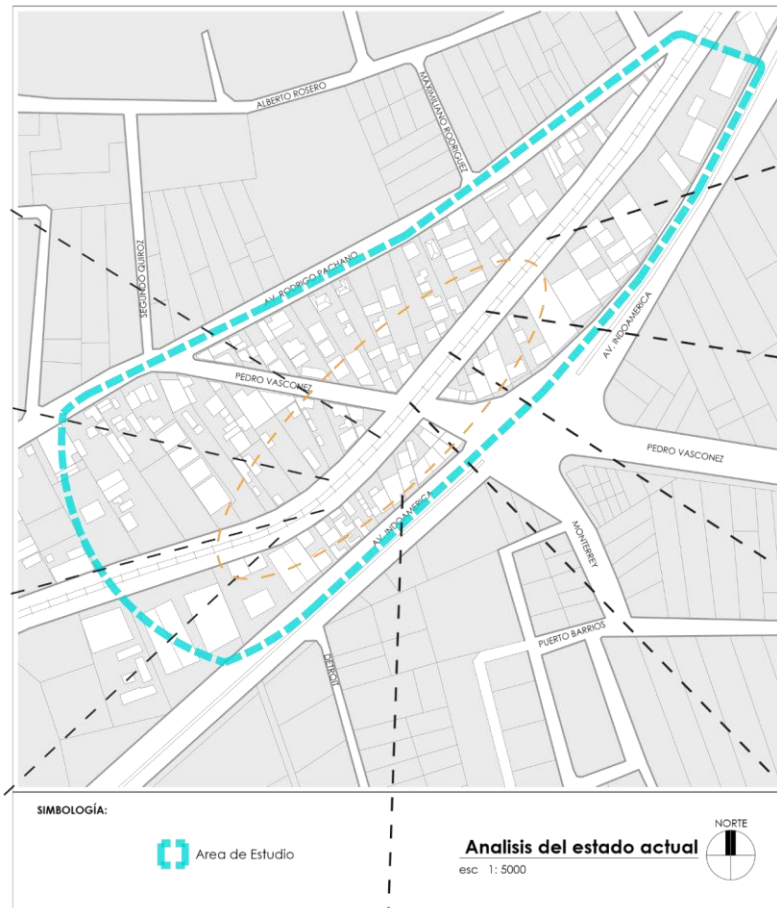 ALBERTO ROSERO
MAXIMILIANO RODRIGUEZ
SEGUNDO QUIROZ
AV. RODRIGO PACHANO
AV. INDOAMERICA
PEDRO VASCONEZ
PEDRO VASCONEZ
AV. INDOAMERICA
MONTERREY
PUERTO BARRIOS
DETROIT
SIMBOLOGÍA:
Area de Estudio
Analisis del estado actual
esc 1: 5000
NORTE